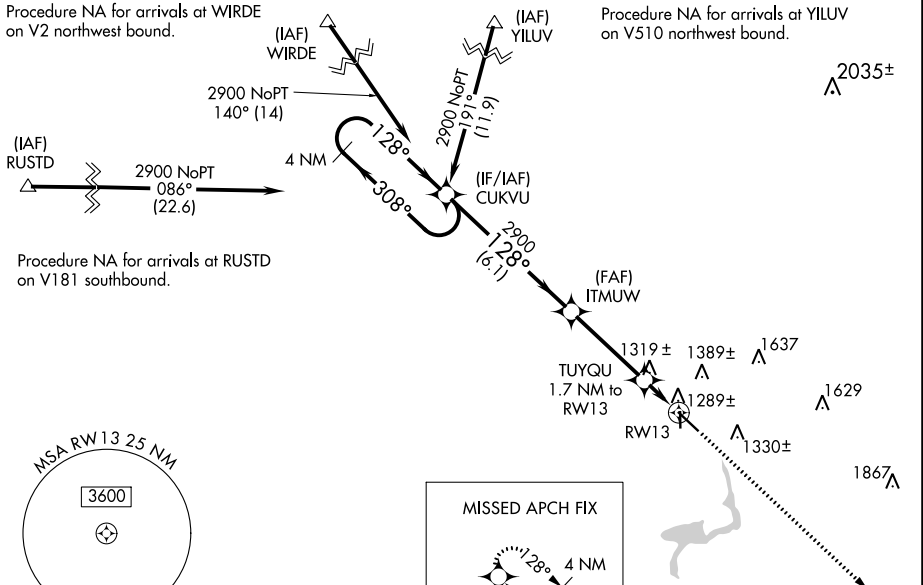 Procedure NA for arrivals at WIRDE
on V2 northwest bound.
(IAF)
WIRDE
(IAF)
YILUV
Procedure NA for arrivals at YILUV
on V510 northwest bound.
2035±
2900 NoPT
140° (14)
2900 NoPT
191°
(11.9)
(IAF)
RUSTD
2900 NoPT
086°
(22.6)
4 NM
128°
308°
(IF/IAF)
CUKVU
Procedure NA for arrivals at RUSTD
on V181 southbound.
2900
128°
(6.1)
(FAF)
ITMUW
1319±
1389±
1637
TUYQU
1.7 NM to
RW13
1289±
1629
RW13
1330±
1867
MSA RW13 25 NM
3600
MISSED APCH FIX
128°
4 NM